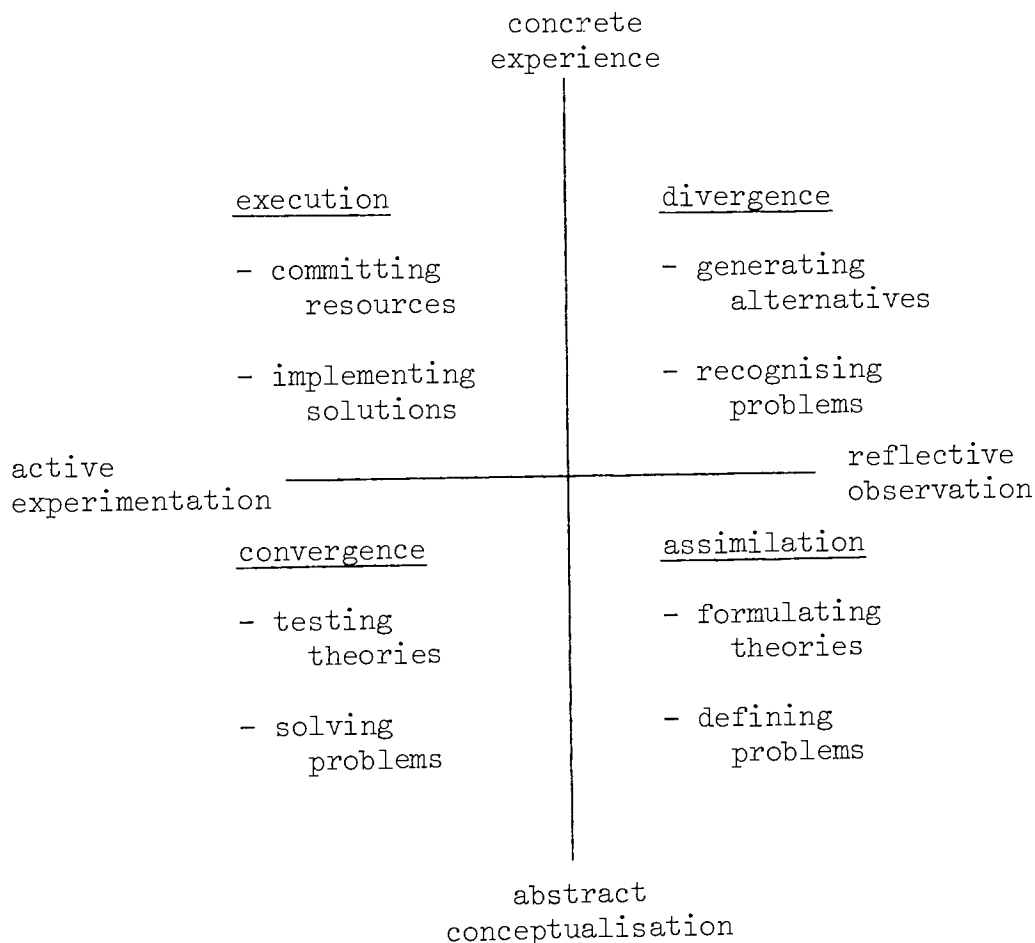 concrete
experience
execution
- committing
resources
- implementing
solutions
divergence
- generating
alternatives
- recognising
problems
active
experimentation
reflective
observation
convergence
- testing
theories
- solving
problems
assimilation
- formulating
theories
- defining
problems
abstract
conceptualisation